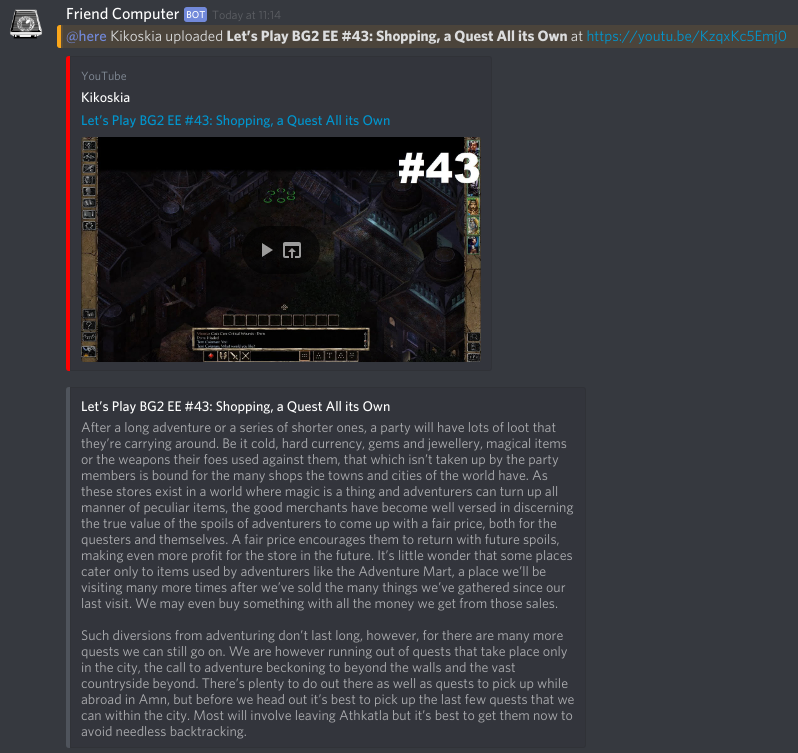 Friend Computer BOT Today at 11:14
@here Kikoskia uploaded Let's Play BG2 EE #43: Shopping, a Quest All its Own at https://youtu.be/KzqxKc5Emj0
YouTube
Kikoskia
Let's Play BG2 EE #43: Shopping, a Quest All its Own
#43
Let's Play BG2 EE #43: Shopping, a Quest All its Own
After a long adventure or a series of shorter ones, a party will have lots of loot that
they're carrying around. Be it cold, hard currency, gems and jewellery, magical items
or the weapons their foes used against them, that which isn't taken up by the party
members is bound for the many shops the towns and cities of the world have. As
these stores exist in a world where magic is a thing and adventurers can turn up all
manner of peculiar items, the good merchants have become well versed in discerning
the true value of the spoils of adventurers to come up with a fair price, both for the
questers and themselves. A fair price encourages them to return with future spoils,
making even more profit for the store in the future. It's little wonder that some places
cater only to items used by adventurers like the Adventure Mart, a place we'll be
visiting many more times after we've sold the many things we've gathered since our
last visit. We may even buy something with all the money we get from those sales.
Such diversions from adventuring don't last long, however, for there are many more
quests we can still go on. We are however running out of quests that take place only
in the city, the call to adventure beckoning to beyond the walls and the vast
countryside beyond. There's plenty to do out there as well as quests to pick up while
abroad in Amn, but before we head out it's best to pick up the last few quests that we
can within the city. Most will involve leaving Athkatla but it's best to get them now to
avoid needless backtracking.